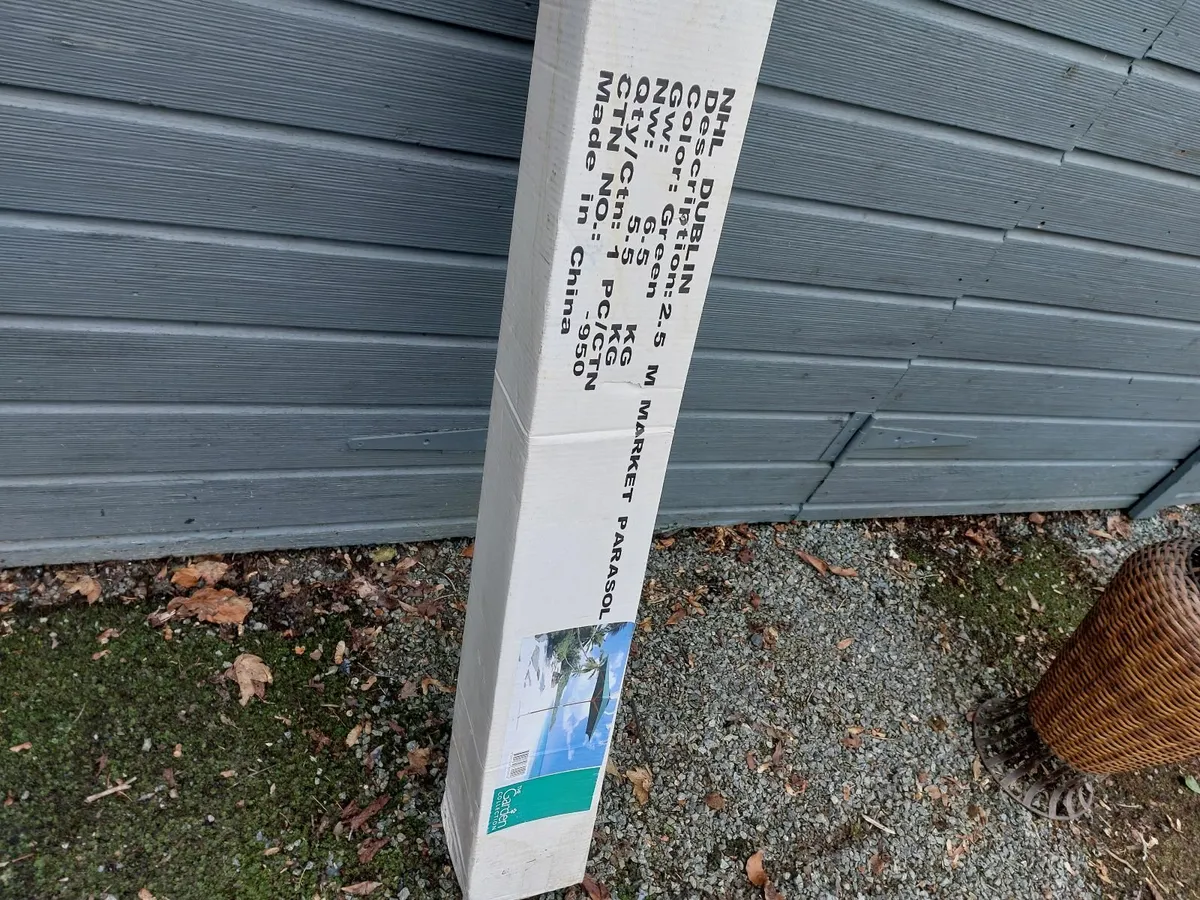 NHL DUBLIN
Description: 2.5 M MARKET PARASOL
Color: Green
GW: 6.5 KG
NW: 5.5 KG
Qty/Ctn: 1 PC/CTN
CTN NO.: -950
Made in China
THE Garden
COLLECTION